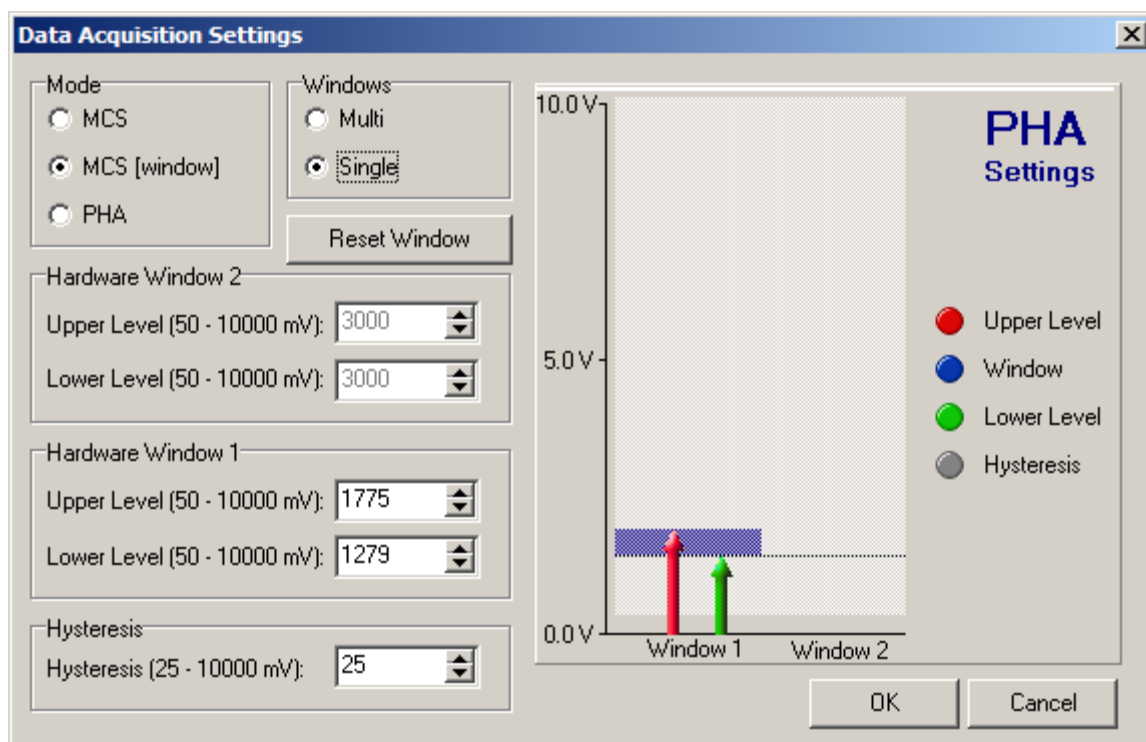 Data Acquisition Settings
Mode
MCS
MCS [window]
PHA
Windows
Multi
Single
Reset Window
Hardware Window 2
Upper Level (50 - 10000 mV): 3000
Lower Level (50 - 10000 mV): 3000
Hardware Window 1
Upper Level (50 - 10000 mV): 1775
Lower Level (50 - 10000 mV): 1279
Hysteresis
Hysteresis (25 - 10000 mV): 25
10.0 V
5.0 V
0.0 V
Window 1 Window 2
PHA
Settings
Upper Level
Window
Lower Level
Hysteresis
OK Cancel